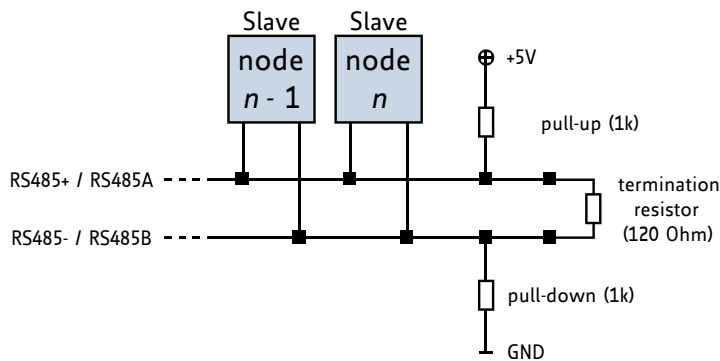 Slave
node
n - 1
Slave
node
n
+5V
pull-up (1k)
RS485+ / RS485A
termination
resistor
(120 Ohm)
RS485- / RS485B
pull-down (1k)
GND